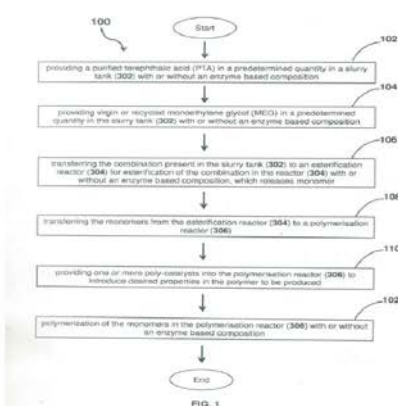 100
Start
102
providing a purified terephthalic acid (PTA) in a predetermined quantity in a slurry
tank (302) with or without an enzyme based composition
104
providing virgin or recycled monoethylene glycol (MEG) in a predetermined
quantity in the slurry tank (302) with or without an enzyme based composition
106
transferring the combination present in the slurry tank (302) to an esterification
reactor (304) for esterification of the combination in the reactor (304) with or
without an enzyme based composition, which releases monomer
108
transferring the monomers from the esterification reactor (304) to a polymerisation
reactor (306)
110
providing one or more poly-catalysts into the polymerisation reactor (306) to
introduce desired properties in the polymer to be produced
102
polymerization of the monomers in the polymerisation reactor (306) with or without
an enzyme based composition
End
FIG. 1